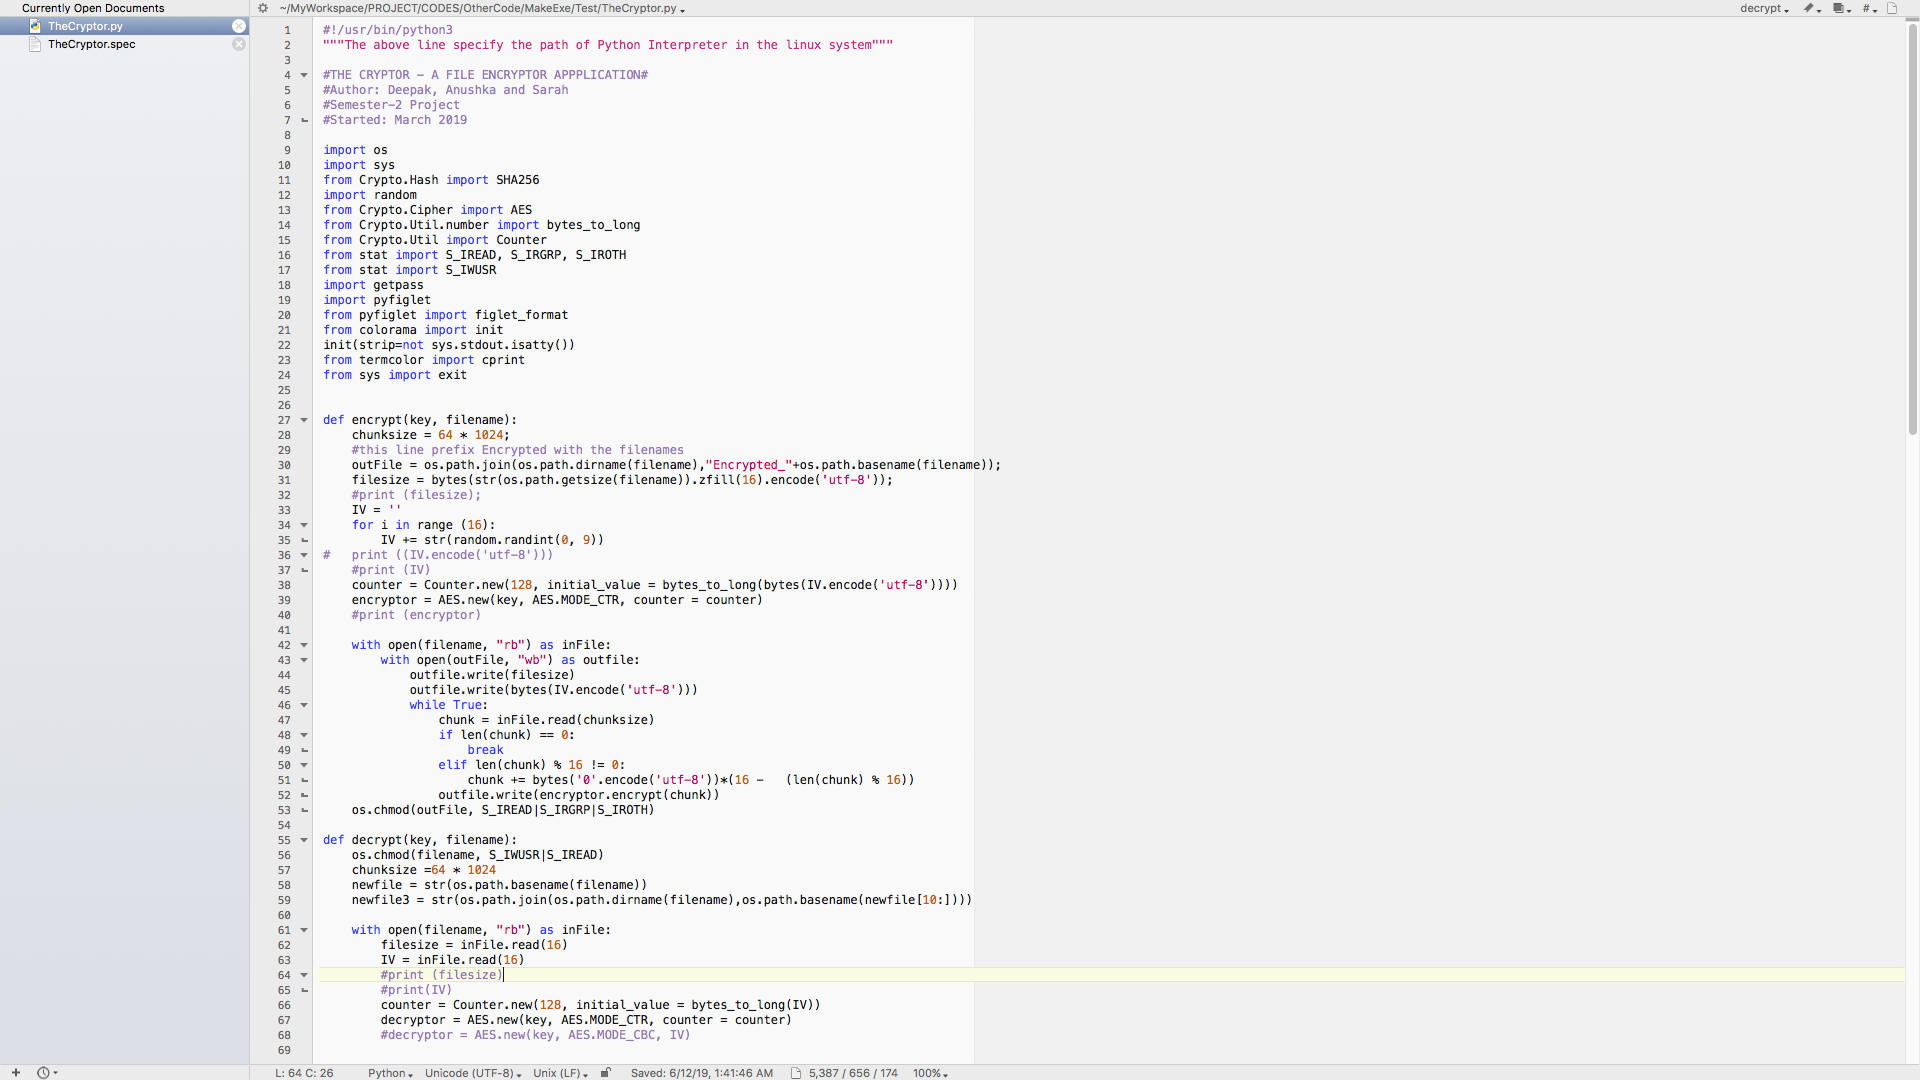 Currently Open Documents
TheCryptor.py
TheCryptor.spec
~/MyWorkspace/PROJECT/CODES/OtherCode/MakeExe/Test/TheCryptor.py
decrypt
#
1 #!/usr/bin/python3
2 """The above line specify the path of Python Interpreter in the linux system"""
3
4 #THE CRYPTOR - A FILE ENCRYPTOR APPPLICATION#
5 #Author: Deepak, Anushka and Sarah
6 #Semester-2 Project
7 #Started: March 2019
8
9 import os
10 import sys
11 from Crypto.Hash import SHA256
12 import random
13 from Crypto.Cipher import AES
14 from Crypto.Util.number import bytes_to_long
15 from Crypto.Util import Counter
16 from stat import S_IREAD, S_IRGRP, S_IROTH
17 from stat import S_IWUSR
18 import getpass
19 import pyfiglet
20 from pyfiglet import figlet_format
21 from colorama import init
22 init(strip=not sys.stdout.isatty())
23 from termcolor import cprint
24 from sys import exit
25
26
27 def encrypt(key, filename):
28     chunksize = 64 * 1024;
29     #this line prefix Encrypted with the filenames
30     outFile = os.path.join(os.path.dirname(filename),"Encrypted_"+os.path.basename(filename));
31     filesize = bytes(str(os.path.getsize(filename)).zfill(16).encode('utf-8'));
32     #print (filesize);
33     IV = ''
34     for i in range (16):
35         IV += str(random.randint(0, 9))
36 #   print ((IV.encode('utf-8')))
37     #print (IV)
38     counter = Counter.new(128, initial_value = bytes_to_long(bytes(IV.encode('utf-8'))))
39     encryptor = AES.new(key, AES.MODE_CTR, counter = counter)
40     #print (encryptor)
41
42     with open(filename, "rb") as inFile:
43         with open(outFile, "wb") as outfile:
44             outfile.write(filesize)
45             outfile.write(bytes(IV.encode('utf-8')))
46             while True:
47                 chunk = inFile.read(chunksize)
48                 if len(chunk) == 0:
49                     break
50                 elif len(chunk) % 16 != 0:
51                     chunk += bytes('0'.encode('utf-8'))*(16 -   (len(chunk) % 16))
52                 outfile.write(encryptor.encrypt(chunk))
53     os.chmod(outFile, S_IREAD|S_IRGRP|S_IROTH)
54
55 def decrypt(key, filename):
56     os.chmod(filename, S_IWUSR|S_IREAD)
57     chunksize =64 * 1024
58     newfile = str(os.path.basename(filename))
59     newfile3 = str(os.path.join(os.path.dirname(filename),os.path.basename(newfile[10:])))
60
61     with open(filename, "rb") as inFile:
62         filesize = inFile.read(16)
63         IV = inFile.read(16)
64         #print (filesize)
65         #print(IV)
66         counter = Counter.new(128, initial_value = bytes_to_long(IV))
67         decryptor = AES.new(key, AES.MODE_CTR, counter = counter)
68         #decryptor = AES.new(key, AES.MODE_CBC, IV)
69
L: 64 C: 26 Python Unicode (UTF-8) Unix (LF) Saved: 6/12/19, 1:41:46 AM 5,387 / 656 / 174 100%